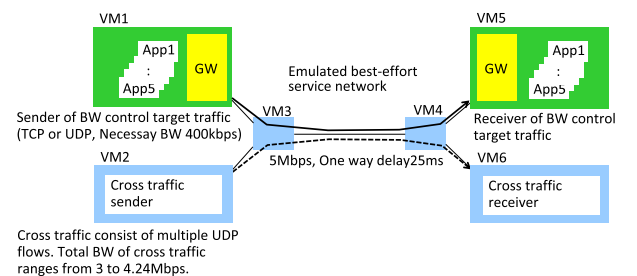 VM1
App1
:
App5
GW
Sender of BW control target traffic
(TCP or UDP, Necessay BW 400kbps)
VM2
Cross traffic
sender
Cross traffic consist of multiple UDP
flows. Total BW of cross traffic
ranges from 3 to 4.24Mbps.
Emulated best-effort
service network
VM3
VM4
5Mbps, One way delay25ms
VM5
GW
App1
:
App5
Receiver of BW control
target traffic
VM6
Cross traffic
receiver